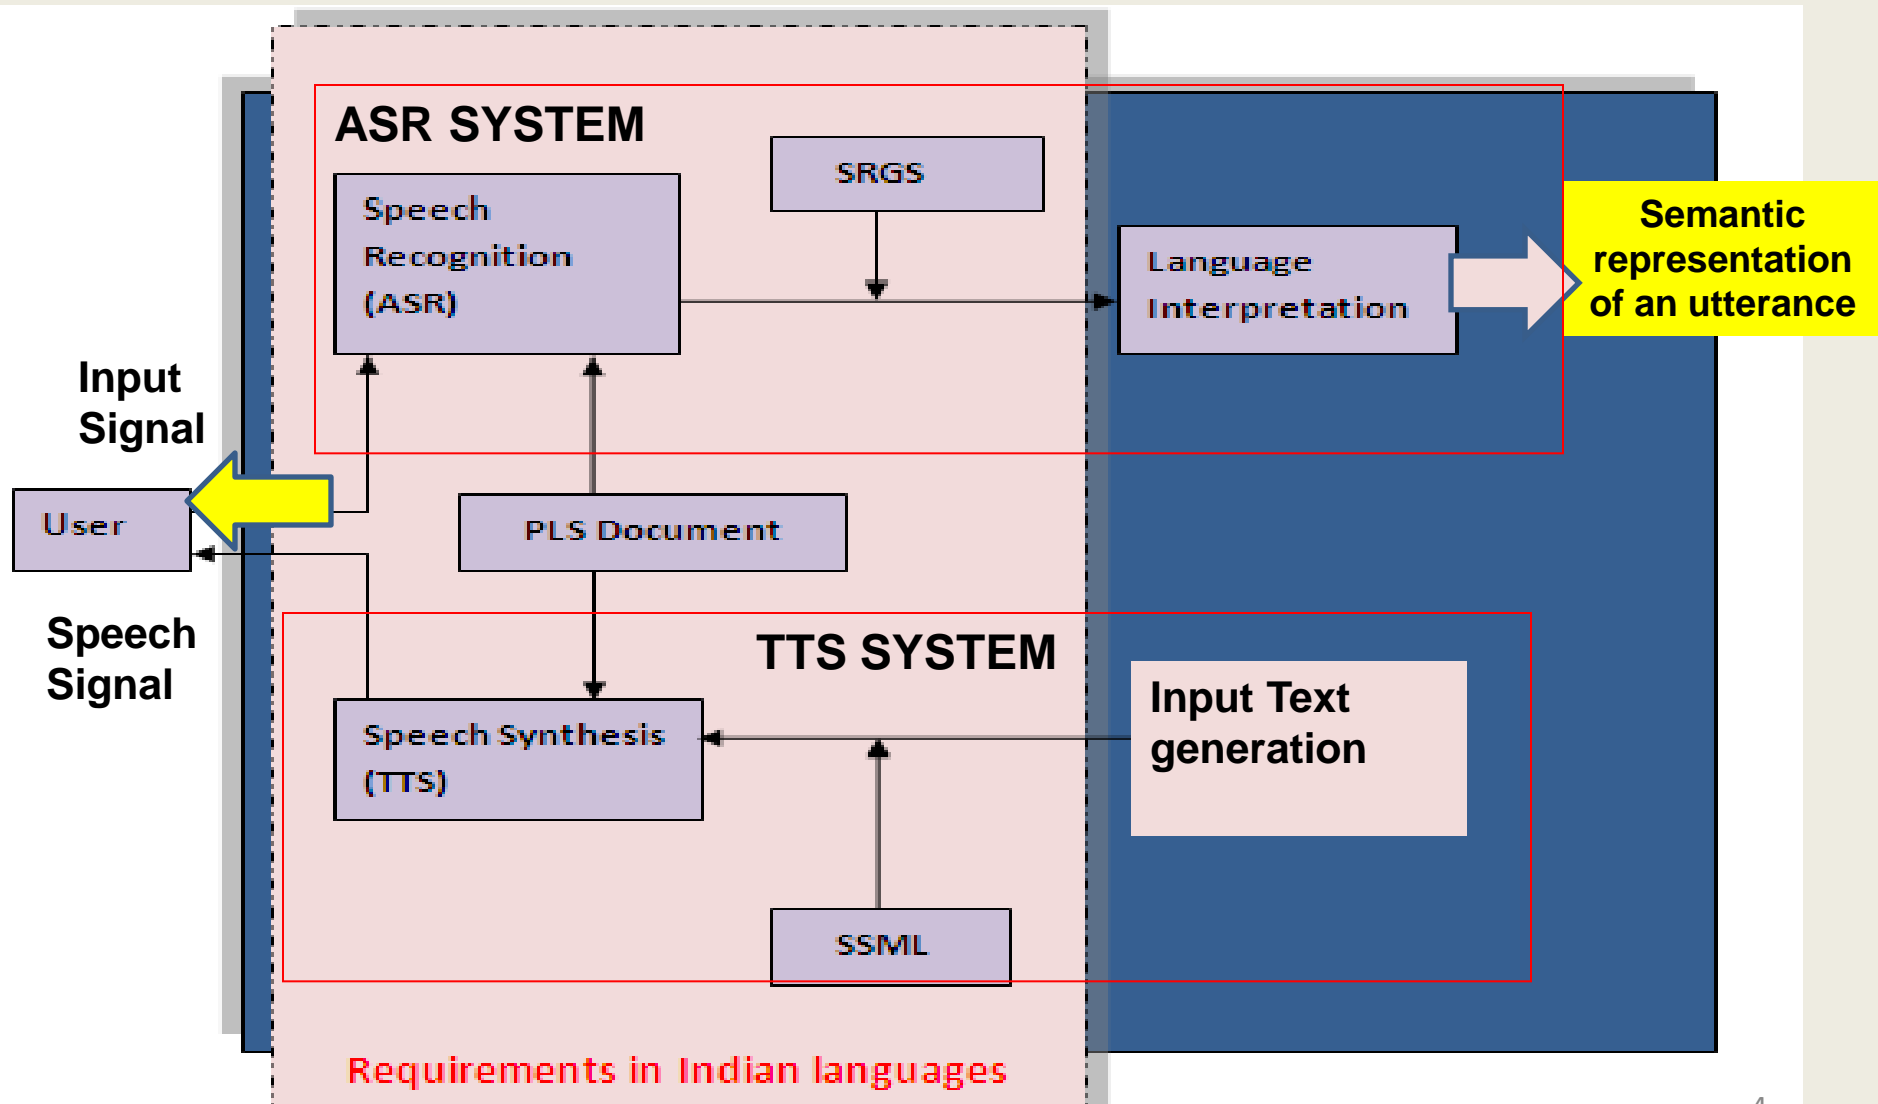 ASR SYSTEM
SRGS
Speech
Recognition
(ASR)
Language
Interpretation
Semantic
representation
of an utterance
Input
Signal
User
PLS Document
Speech
Signal
TTS SYSTEM
Speech Synthesis
(TTS)
Input Text
generation
SSML
Requirements in Indian languages